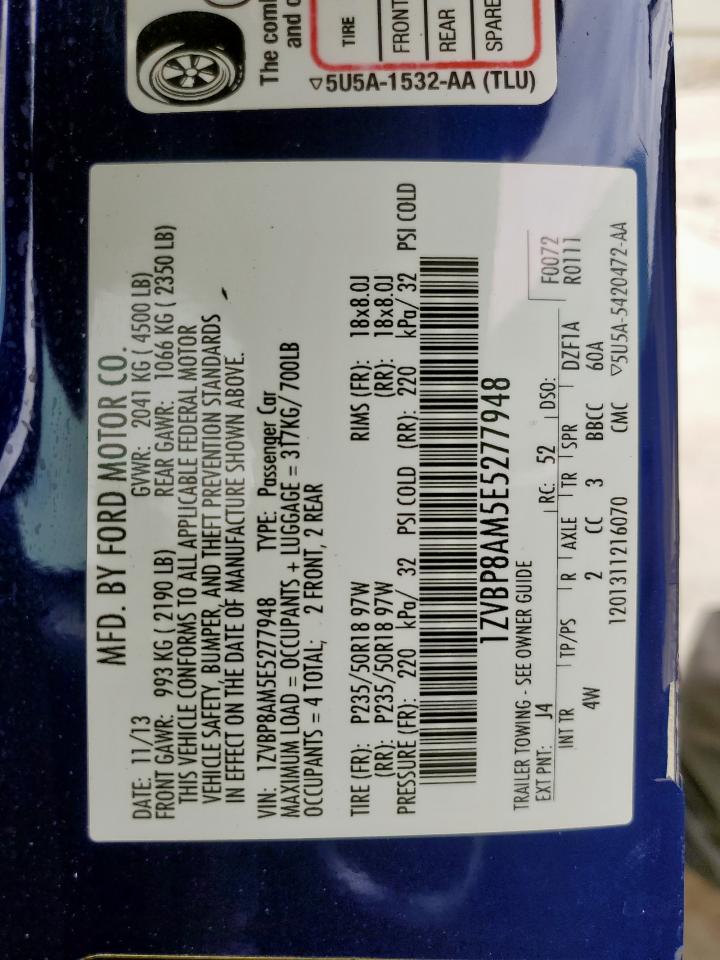 The comb
and o
TIRE
FRONT
REAR
SPARE
▽5U5A-1532-AA (TLU)
MFD. BY FORD MOTOR CO.
DATE: 11/13 GVWR: 2041 KG ( 4500 LB)
FRONT GAWR: 993 KG ( 2190 LB) REAR GAWR: 1066 KG ( 2350 LB)
THIS VEHICLE CONFORMS TO ALL APPLICABLE FEDERAL MOTOR
VEHICLE SAFETY, BUMPER, AND THEFT PREVENTION STANDARDS
IN EFFECT ON THE DATE OF MANUFACTURE SHOWN ABOVE.
VIN: 1ZVBP8AM5E5277948 TYPE: Passenger Car
MAXIMUM LOAD = OCCUPANTS + LUGGAGE = 317KG/700LB
OCCUPANTS = 4 TOTAL; 2 FRONT, 2 REAR
TIRE (FR): P235/50R18 97W RIMS (FR): 18x8.0J
(RR): P235/50R18 97W (RR): 18x8.0J
PRESSURE (FR): 220 kPa/ 32 PSI COLD (RR): 220 kPa/ 32 PSI COLD
1ZVBP8AM5E5277948
TRAILER TOWING - SEE OWNER GUIDE F0072
EXT PNT: J4 RC: 52 DSO: R0111
INT TR TP/PS R AXLE TR SPR DZF1A
4W 2 CC 3 BBCC 60A
1201311216070 CMC ▽5U5A-5420472-AA